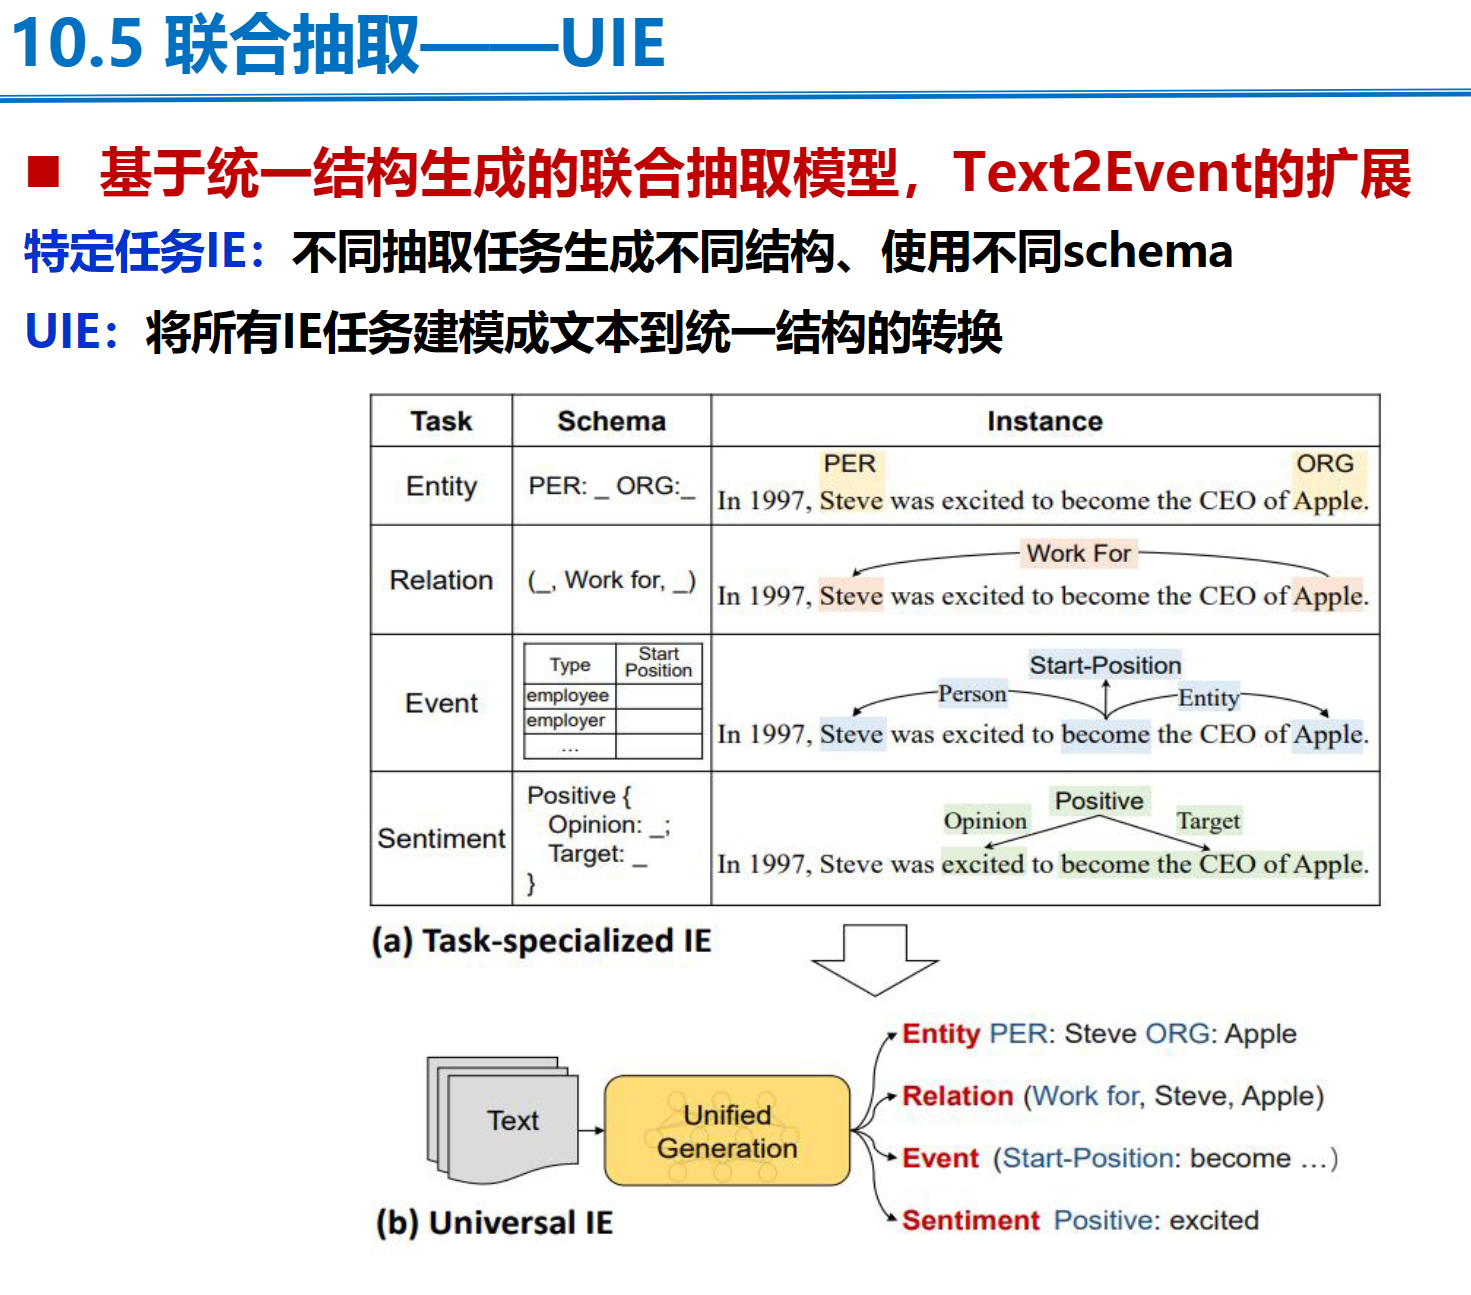 10.5 联合抽取——UIE
■ 基于统一结构生成的联合抽取模型，Text2Event的扩展
特定任务IE：不同抽取任务生成不同结构、使用不同schema
UIE：将所有IE任务建模成文本到统一结构的转换
Task Schema Instance
Entity PER: _ ORG:_
PER ORG
In 1997, Steve was excited to become the CEO of Apple.
Relation (_, Work for, _)
Work For
In 1997, Steve was excited to become the CEO of Apple.
Event
Type Start Position
employee
employer
...
Start-Position
Person Entity
In 1997, Steve was excited to become the CEO of Apple.
Sentiment
Positive {
Opinion: _;
Target: _
}
Positive
Opinion Target
In 1997, Steve was excited to become the CEO of Apple.
(a) Task-specialized IE
Text
Unified
Generation
Entity PER: Steve ORG: Apple
Relation (Work for, Steve, Apple)
Event (Start-Position: become …)
Sentiment Positive: excited
(b) Universal IE